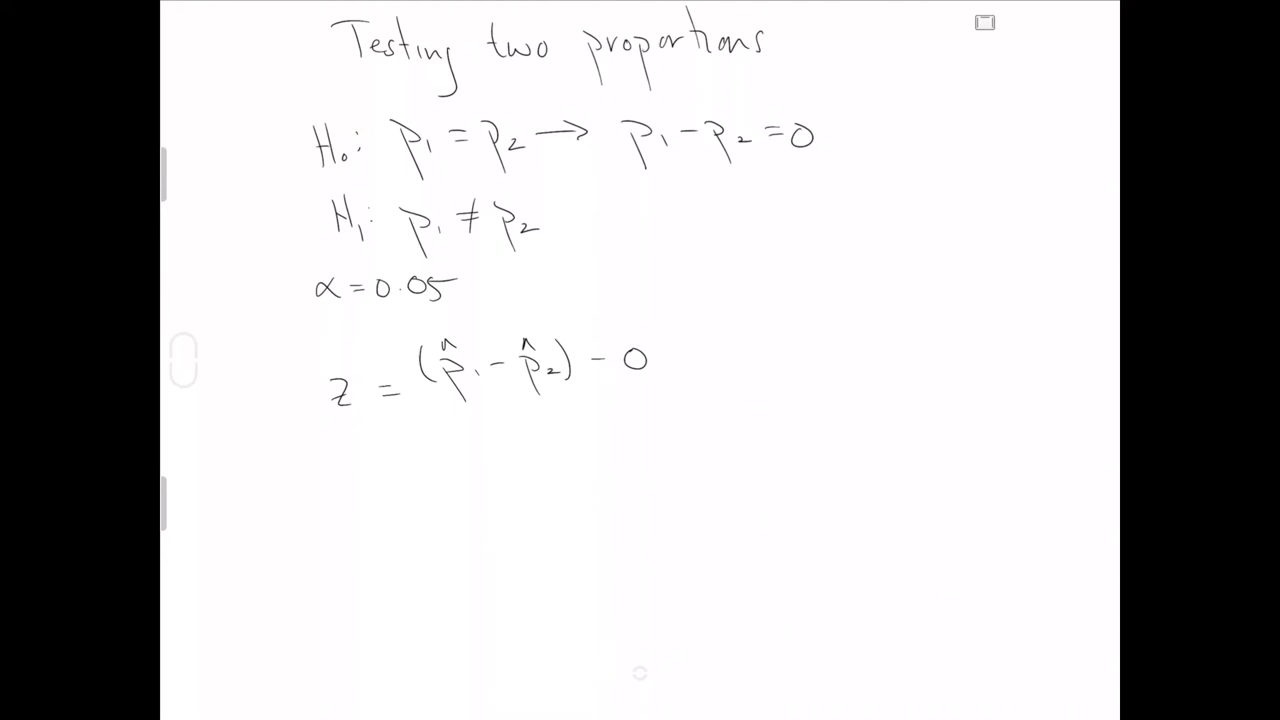 Testing two proportions
H₀: p₁ = p₂ → p₁ - p₂ = 0
H₁: p₁ ≠ p₂
α = 0.05
z = (p̂₁ - p̂₂) - 0